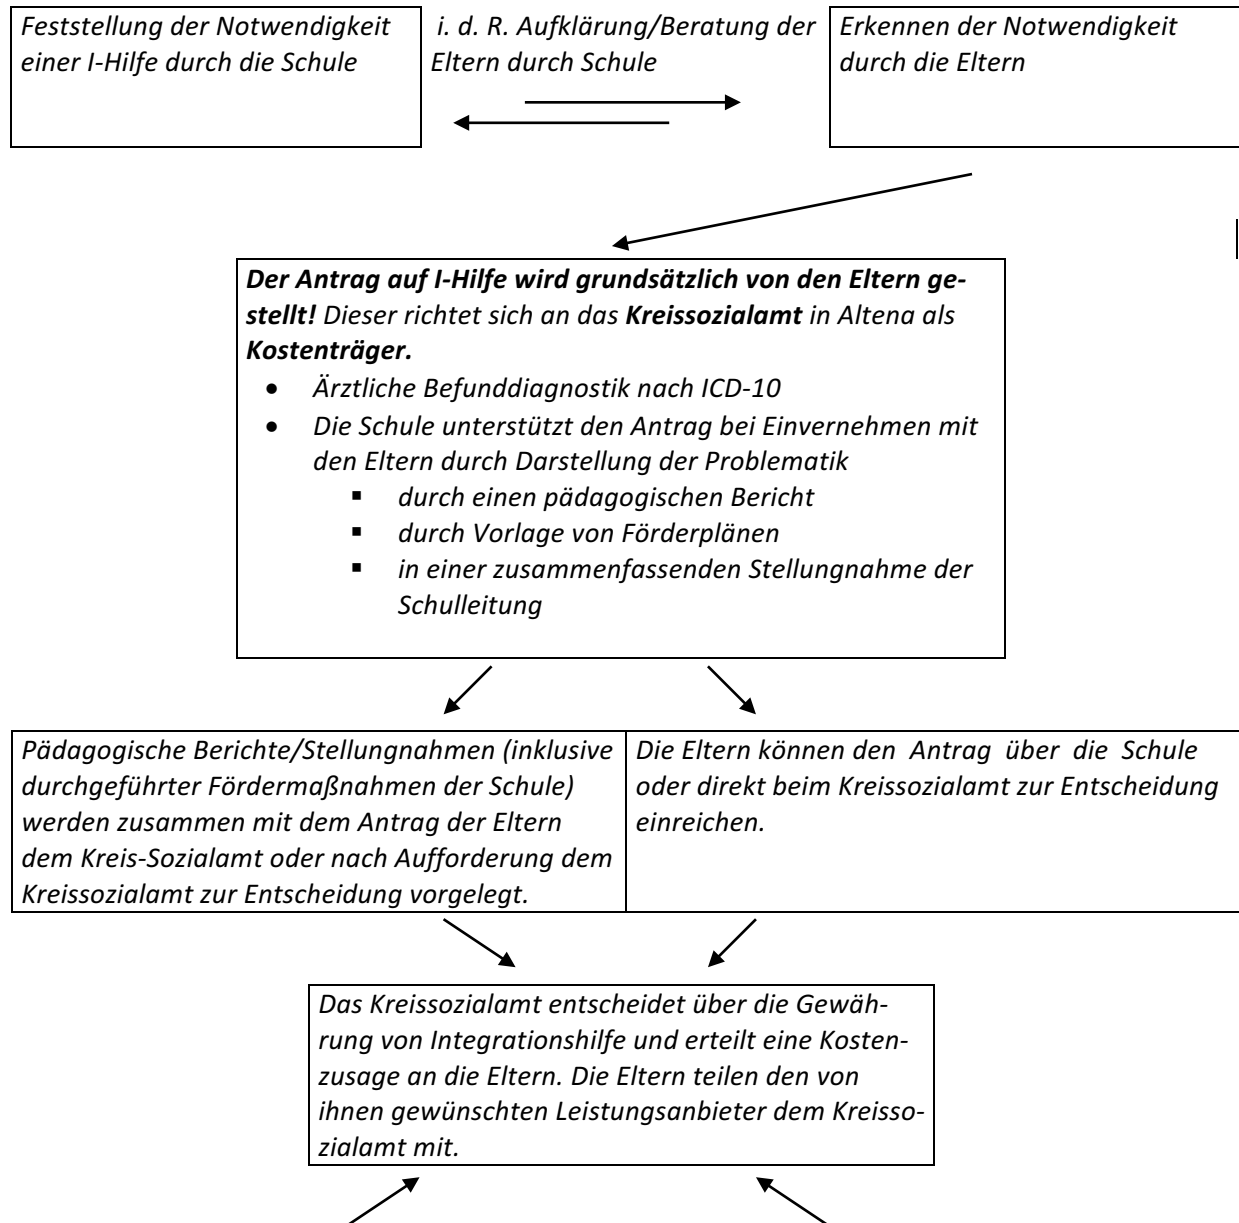 Feststellung der Notwendigkeit
einer I-Hilfe durch die Schule
i. d. R. Aufklärung/Beratung der
Eltern durch Schule
Erkennen der Notwendigkeit
durch die Eltern
Der Antrag auf I-Hilfe wird grundsätzlich von den Eltern ge-
stellt! Dieser richtet sich an das Kreissozialamt in Altena als
Kostenträger.
• Ärztliche Befunddiagnostik nach ICD-10
• Die Schule unterstützt den Antrag bei Einvernehmen mit
den Eltern durch Darstellung der Problematik
▪ durch einen pädagogischen Bericht
▪ durch Vorlage von Förderplänen
▪ in einer zusammenfassenden Stellungnahme der
Schulleitung
Pädagogische Berichte/Stellungnahmen (inklusive
durchgeführter Fördermaßnahmen der Schule)
werden zusammen mit dem Antrag der Eltern
dem Kreis-Sozialamt oder nach Aufforderung dem
Kreissozialamt zur Entscheidung vorgelegt.
Die Eltern können den Antrag über die Schule
oder direkt beim Kreissozialamt zur Entscheidung
einreichen.
Das Kreissozialamt entscheidet über die Gewäh-
rung von Integrationshilfe und erteilt eine Kosten-
zusage an die Eltern. Die Eltern teilen den von
ihnen gewünschten Leistungsanbieter dem Kreisso-
zialamt mit.